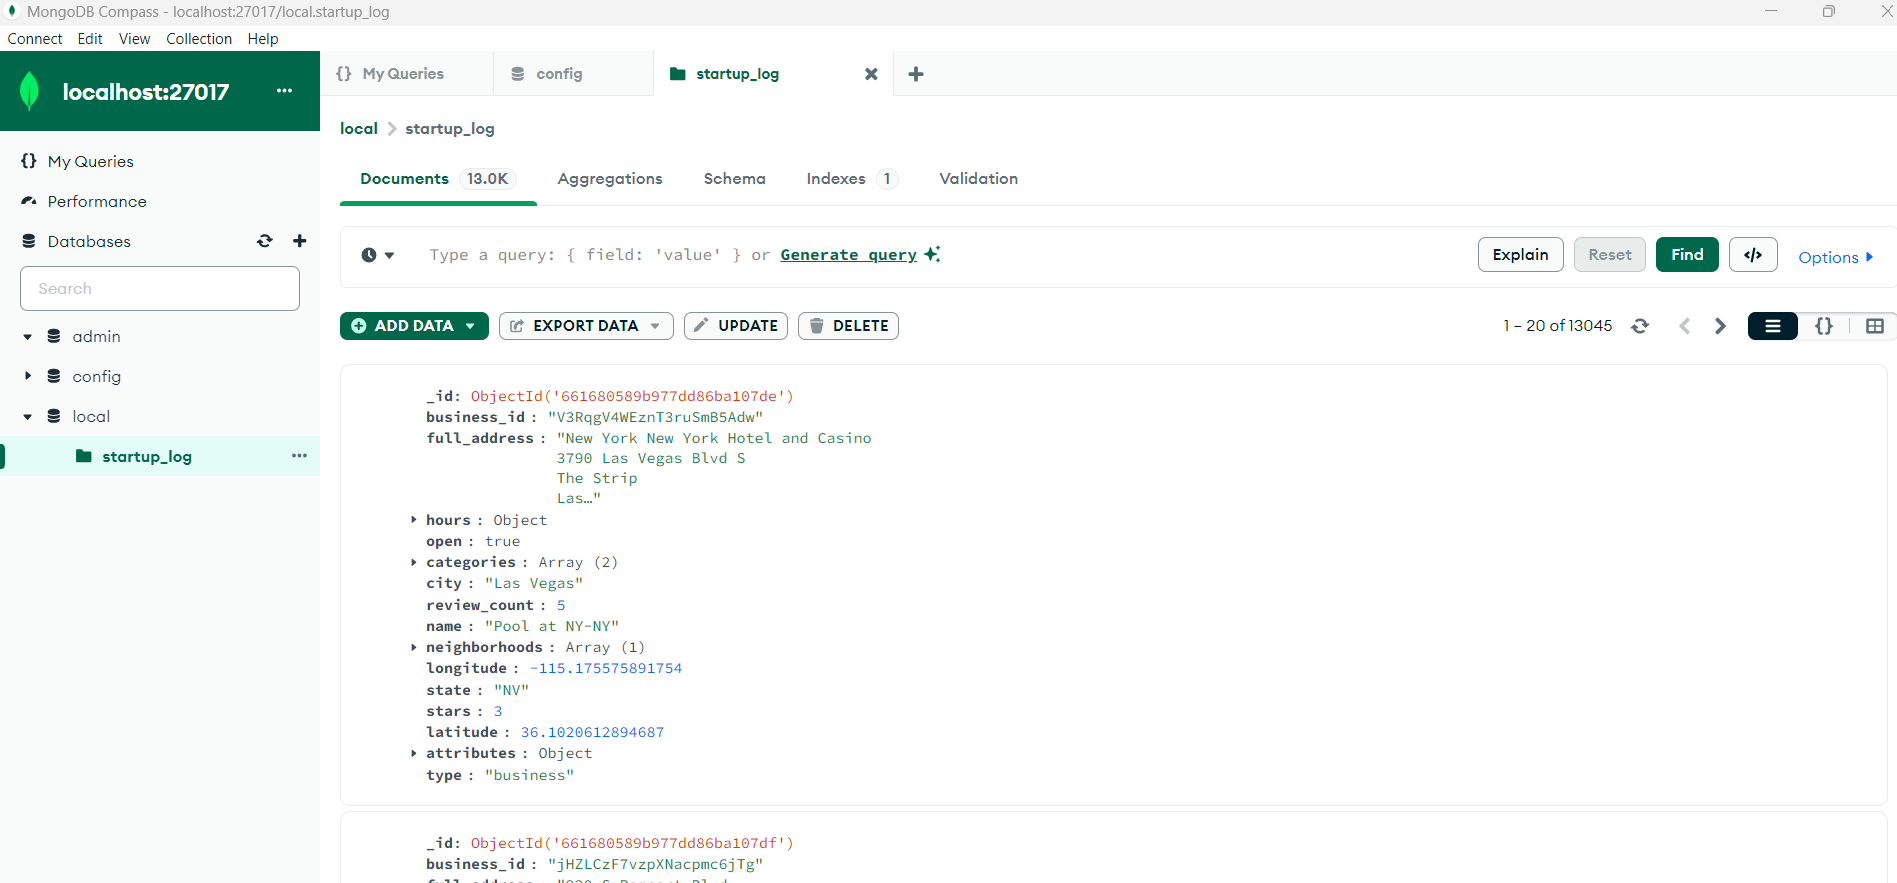 MongoDB Compass - localhost:27017/local.startup_log
Connect Edit View Collection Help
localhost:27017 ...
My Queries
Performance
Databases
Search
admin
config
local
startup_log ...
{} My Queries config startup_log
local > startup_log
Documents 13.0K Aggregations Schema Indexes 1 Validation
Type a query: { field: 'value' } or Generate query
Explain Reset Find </> Options
ADD DATA EXPORT DATA UPDATE DELETE
1 – 20 of 13045
_id: ObjectId('661680589b977dd86ba107de')
business_id : "V3RqgV4WEznT3ruSmB5Adw"
full_address : "New York New York Hotel and Casino
3790 Las Vegas Blvd S
The Strip
Las…"
hours : Object
open : true
categories : Array (2)
city : "Las Vegas"
review_count : 5
name : "Pool at NY-NY"
neighborhoods : Array (1)
longitude : -115.175575891754
state : "NV"
stars : 3
latitude : 36.1020612894687
attributes : Object
type : "business"
_id: ObjectId('661680589b977dd86ba107df')
business_id : "jHZLCzF7vzpXNacpmc6jTg"